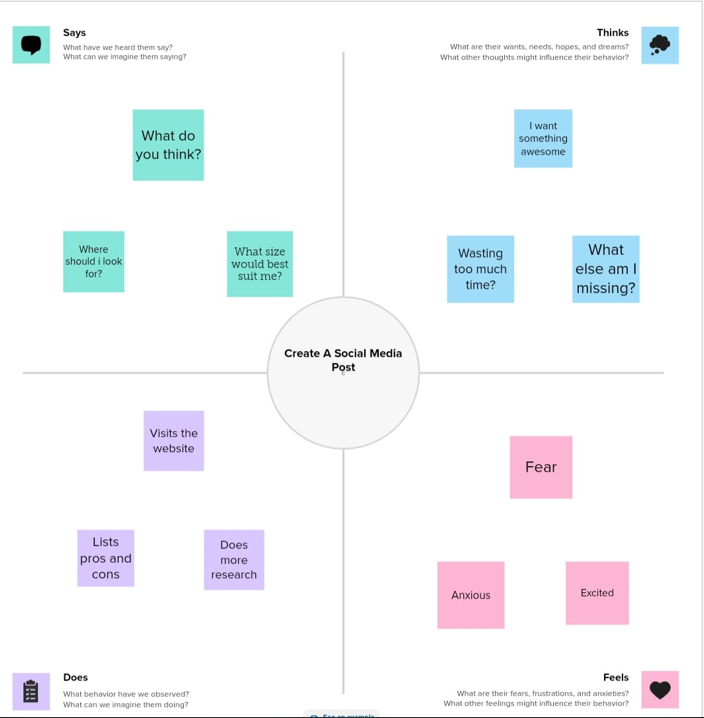 Says
What have we heard them say?
What can we imagine them saying?
Thinks
What are their wants, needs, hopes, and dreams?
What other thoughts might influence their behavior?
What do
you think?
I want
something
awesome
Where
should i look
for?
What size
would best
suit me?
Wasting
too much
time?
What
else am I
missing?
Create A Social Media
Post
Visits the
website
Fear
Lists
pros and
cons
Does
more
research
Anxious
Excited
Does
What behavior have we observed?
What can we imagine them doing?
Feels
What are their fears, frustrations, and anxieties?
What other feelings might influence their behavior?
See an example